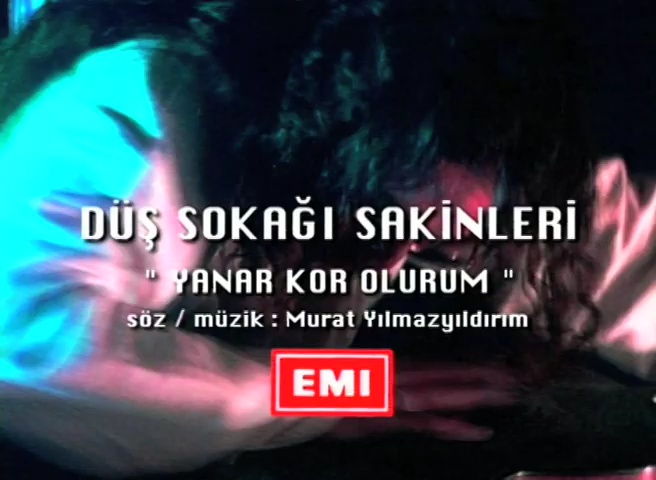 DÜŞ SOKAĞI SAKİNLERİ
" YANAR KOR OLURUM "
söz / müzik : Murat Yılmazyıldırım
EMI